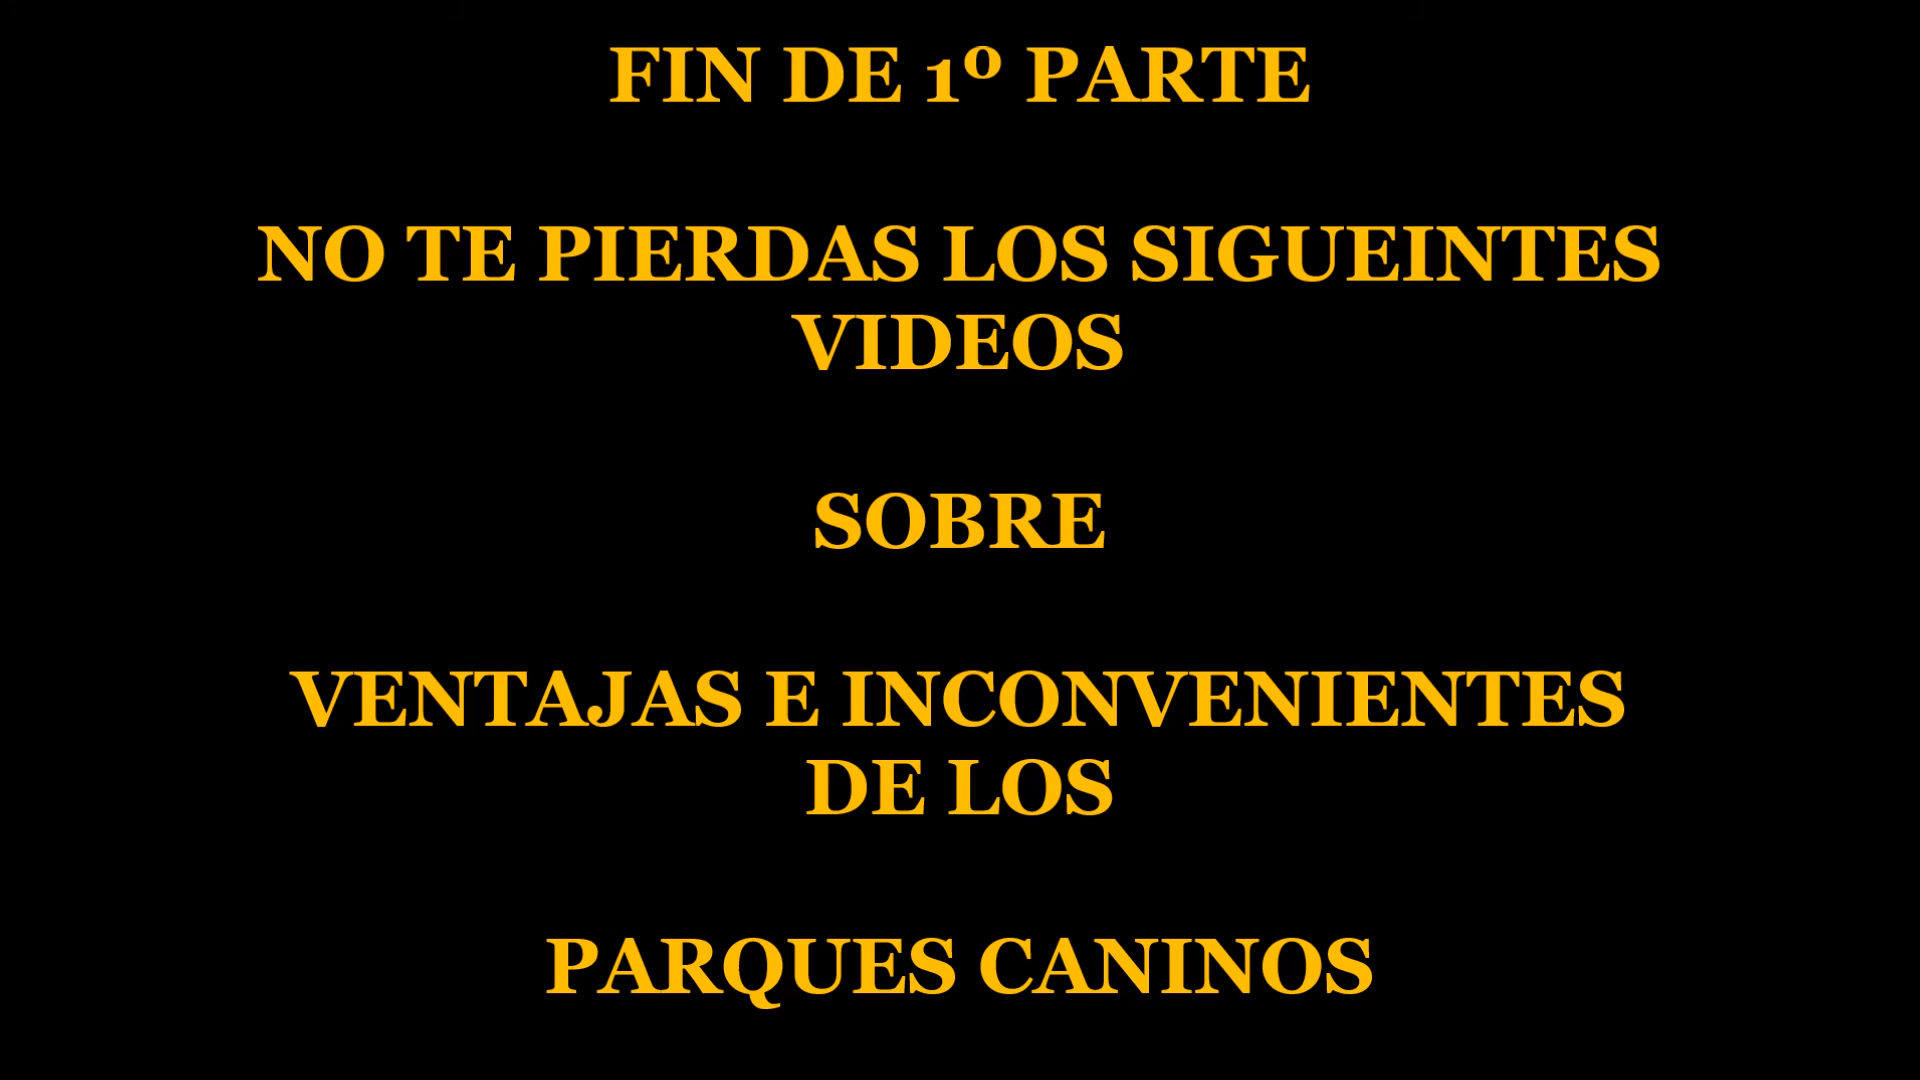 FIN DE 1º PARTE
NO TE PIERDAS LOS SIGUEINTES
VIDEOS
SOBRE
VENTAJAS E INCONVENIENTES
DE LOS
PARQUES CANINOS